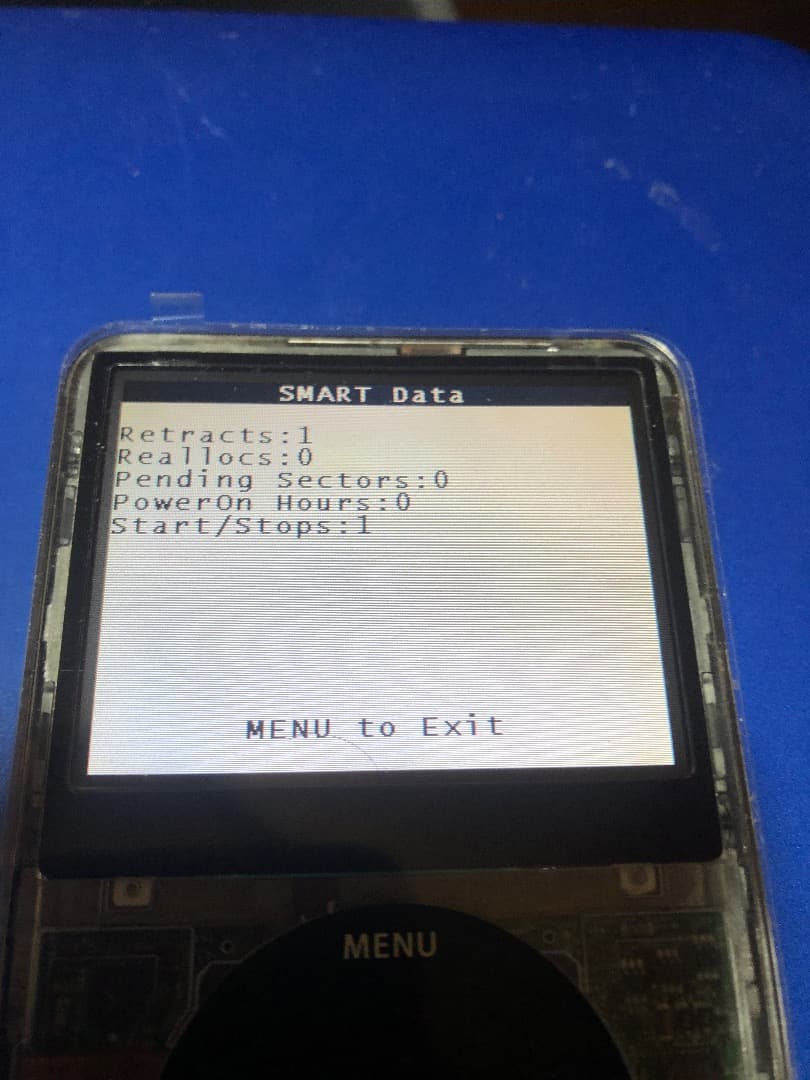 SMART Data
Retracts:1
Reallocs:0
Pending Sectors:0
PowerOn Hours:0
Start/Stops:1
MENU to Exit
MENU